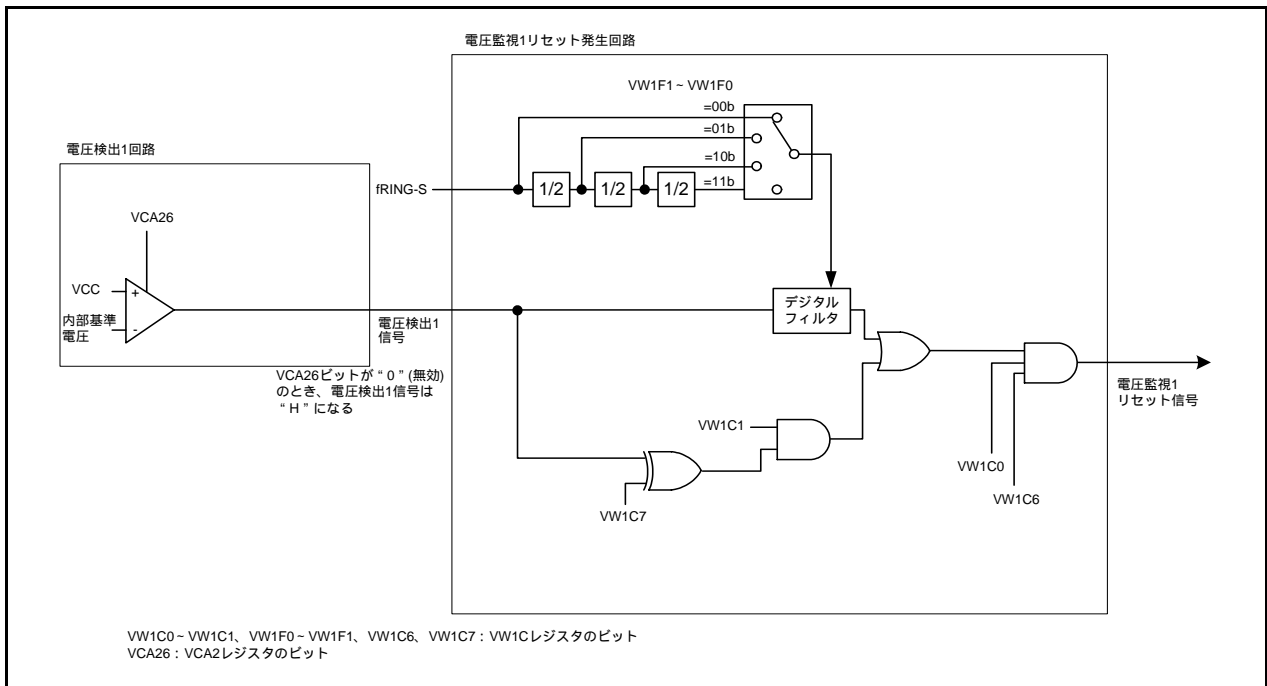 電圧監視1リセット発生回路
VW1F1~VW1F0
=00b
=01b
=10b
=11b
fRING-S
1/2
1/2
1/2
電圧検出1回路
VCA26
VCC
+
内部基準
電圧
-
電圧検出1
信号
VCA26ビットが“0”(無効)
のとき、電圧検出1信号は
“H”になる
デジタル
フィルタ
VW1C1
VW1C7
VW1C0
VW1C6
電圧監視1
リセット信号
VW1C0~VW1C1、VW1F0~VW1F1、VW1C6、VW1C7:VW1Cレジスタのビット
VCA26:VCA2レジスタのビット